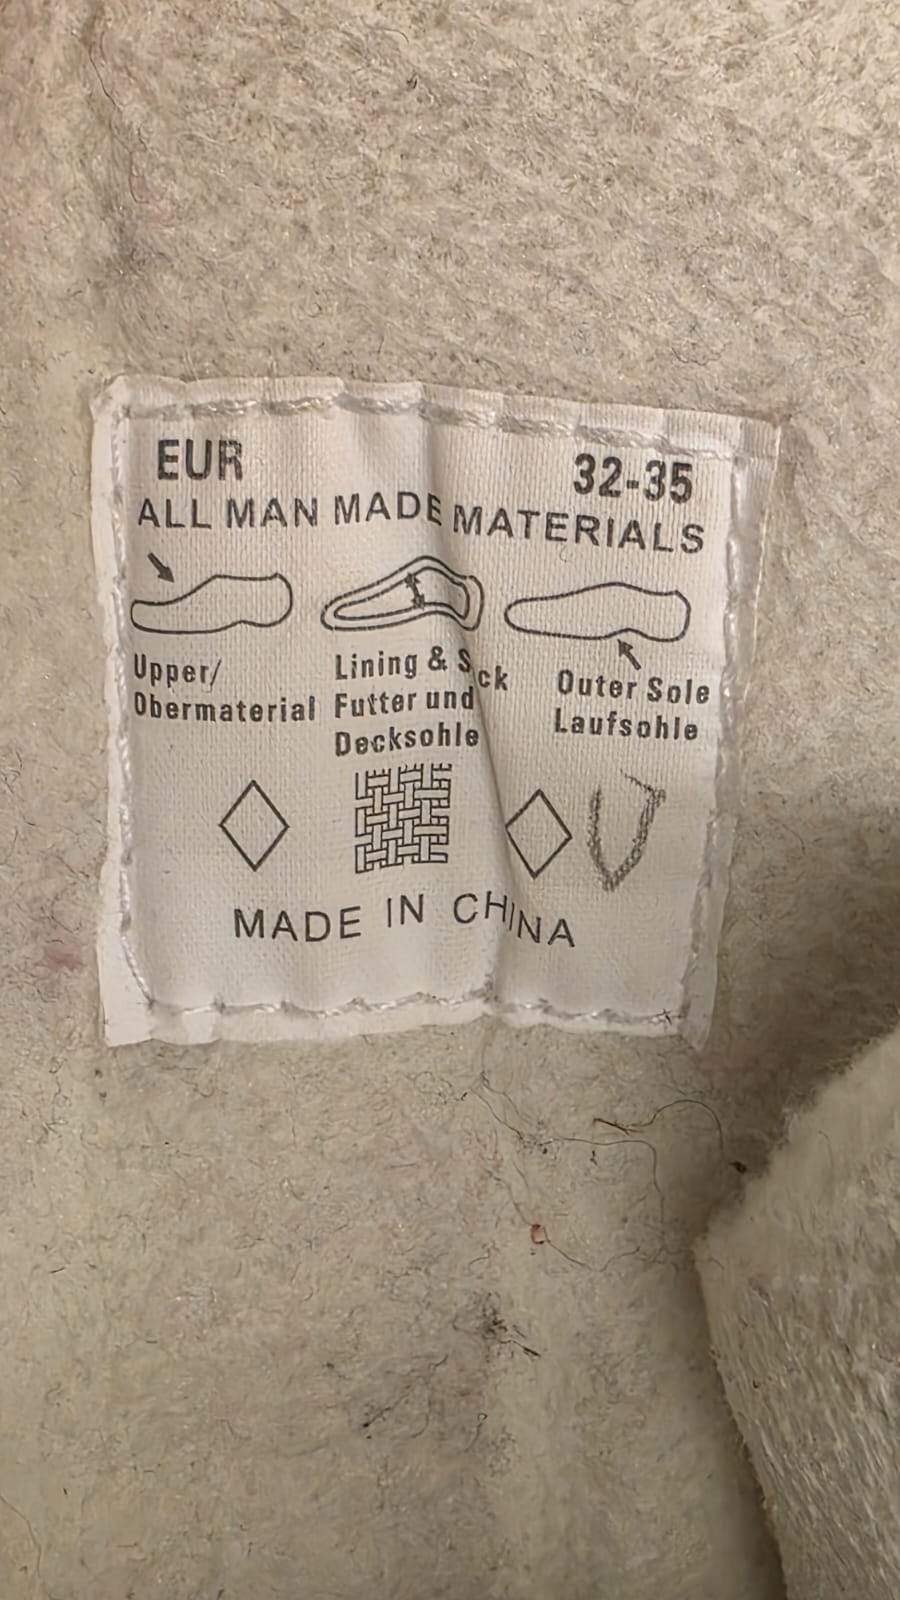 EUR 32-35
ALL MAN MADE MATERIALS
Upper/
Obermaterial
Lining & Sock
Futter und
Decksohle
Outer Sole
Laufsohle
MADE IN CHINA